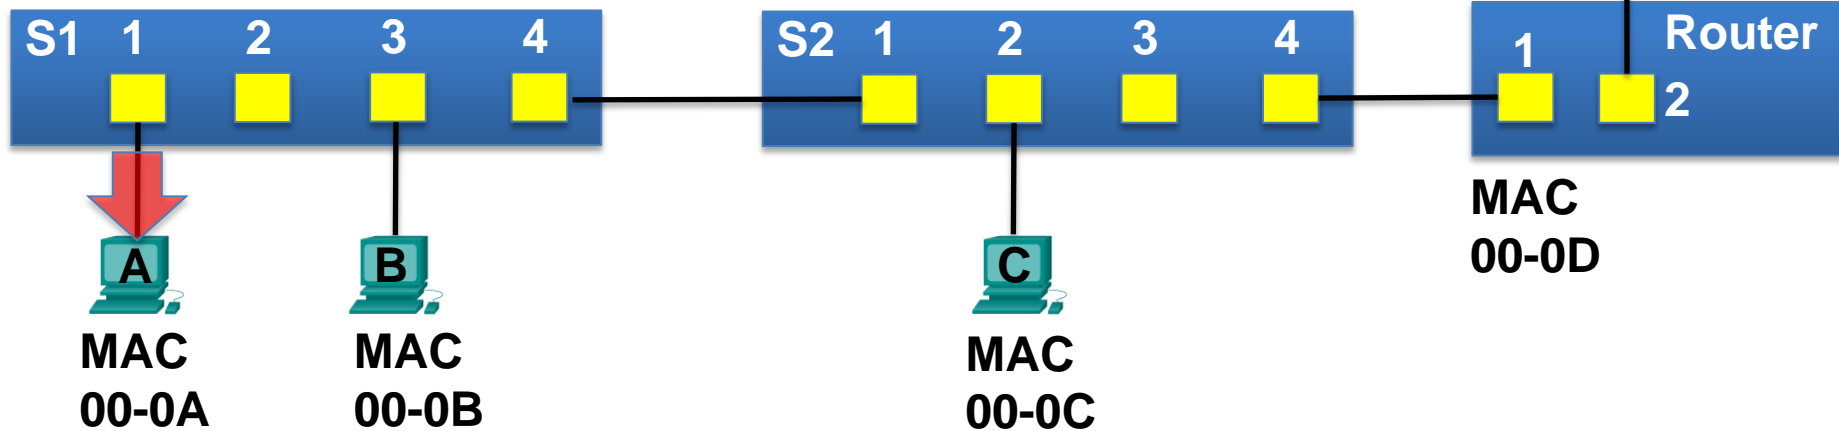 S1 1 2 3 4
S2 1 2 3 4
1 Router
2
A
MAC
00-0A
B
MAC
00-0B
C
MAC
00-0C
MAC
00-0D